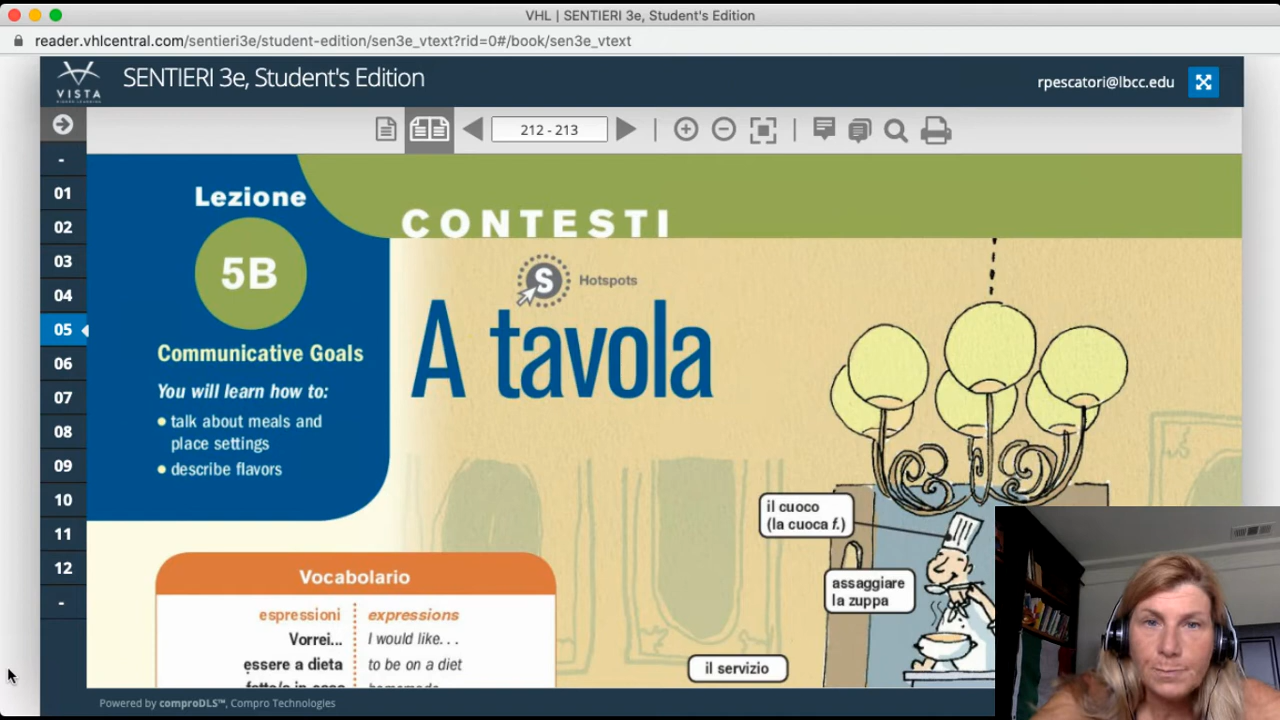 VHL | SENTIERI 3e, Student's Edition
reader.vhlcentral.com/sentieri3e/student-edition/sen3e_vtext?rid=0#/book/sen3e_vtext
VISTA
HIGHER LEARNING
SENTIERI 3e, Student's Edition
rpescatori@lbcc.edu
212 - 213
-
01
02
03
04
05
06
07
08
09
10
11
12
-
Lezione
5B
CONTESTI
S
Hotspots
A tavola
Communicative Goals
You will learn how to:
• talk about meals and
place settings
• describe flavors
il cuoco
(la cuoca f.)
assaggiare
la zuppa
il servizio
Vocabolario
espressioni expressions
Vorrei... I would like. . .
essere a dieta to be on a diet
Powered by comproDLS™, Compro Technologies